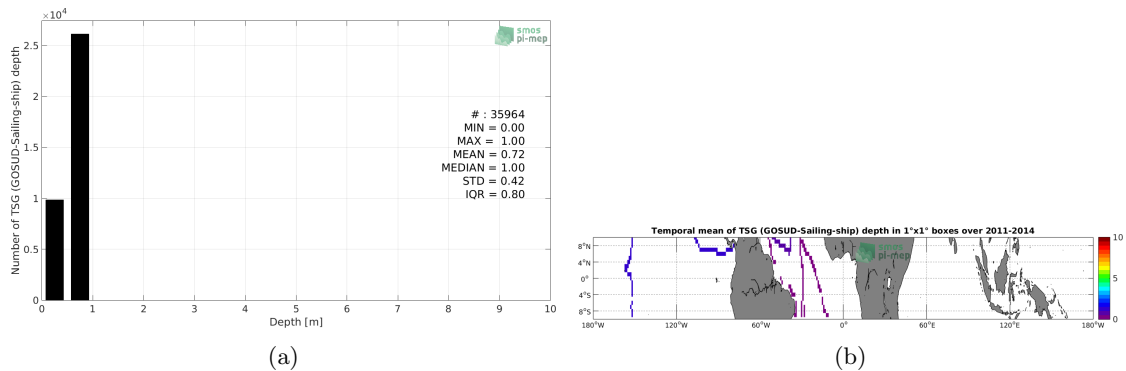 ×10⁴
2.5
2
1.5
1
0.5
0
Number of TSG (GOSUD-Sailing-ship) depth
smos
pi-mep
# : 35964
MIN = 0.00
MAX = 1.00
MEAN = 0.72
MEDIAN = 1.00
STD = 0.42
IQR = 0.80
0 1 2 3 4 5 6 7 8 9 10
Depth [m]
(a)
Temporal mean of TSG (GOSUD-Sailing-ship) depth in 1°x1° boxes over 2011-2014
smos
pi-mep
8°N
4°N
0°
4°S
8°S
180°W 120°W 60°W 0° 60°E 120°E 180°W
10
5
0
(b)